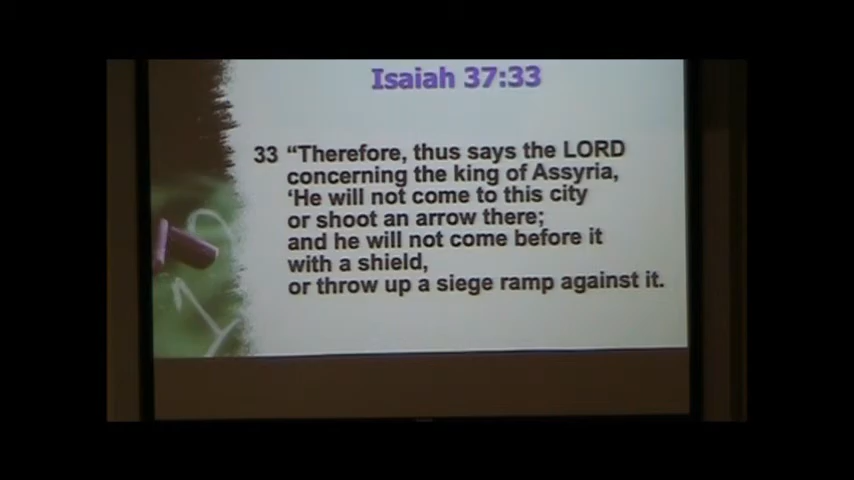 Isaiah 37:33
33 “Therefore, thus says the LORD
concerning the king of Assyria,
‘He will not come to this city
or shoot an arrow there;
and he will not come before it
with a shield,
or throw up a siege ramp against it.